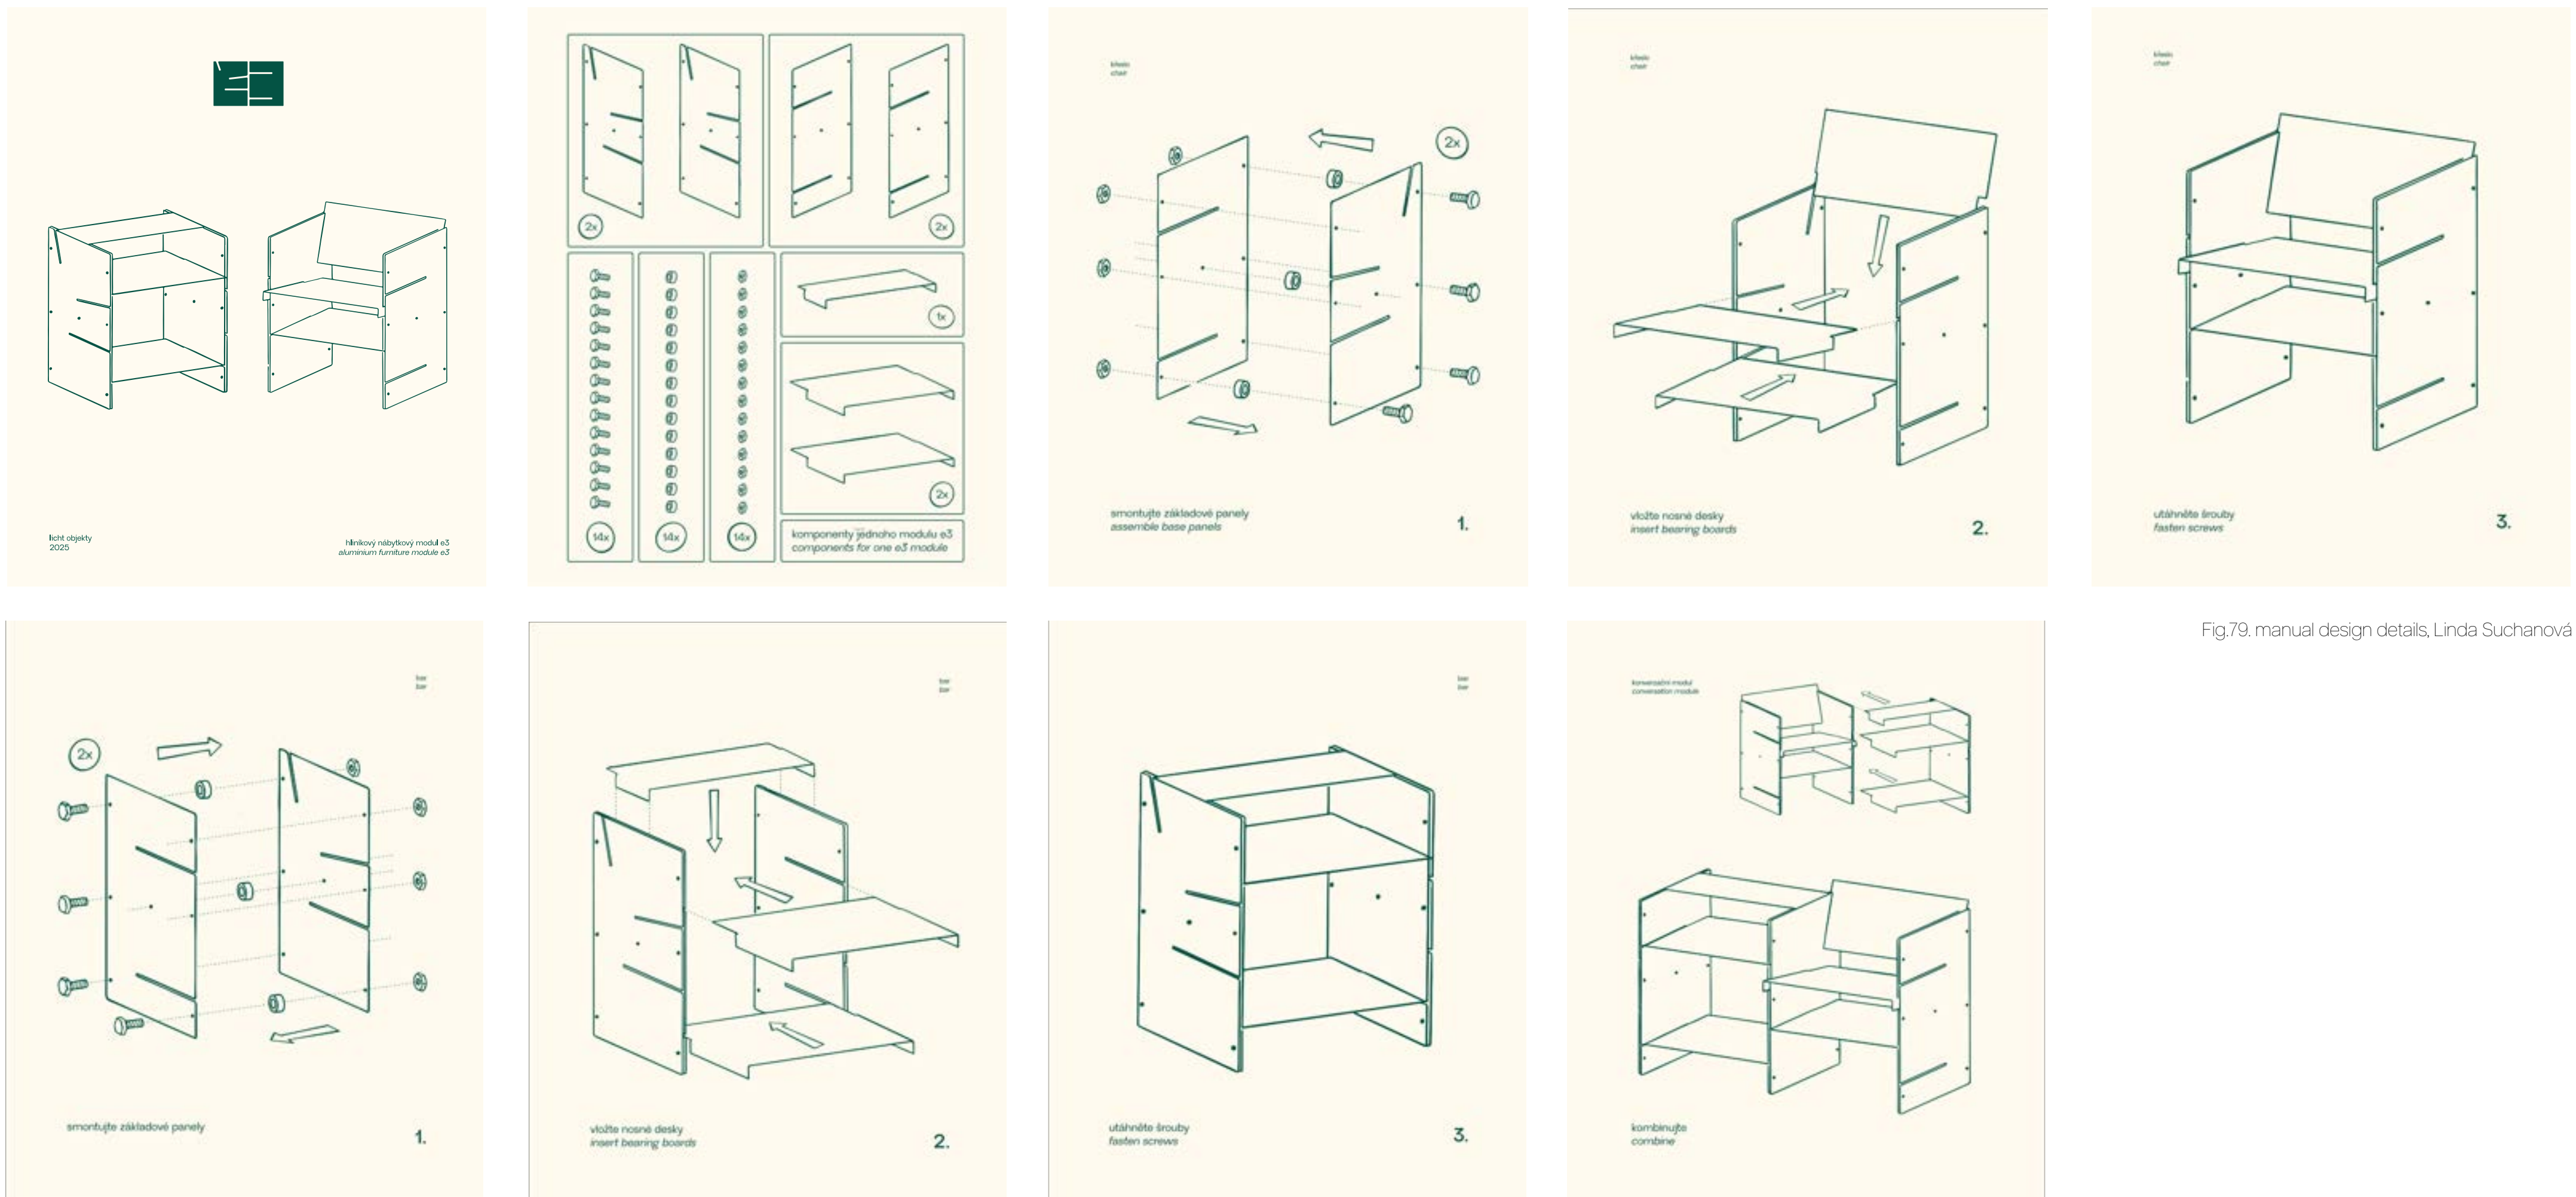 licht objekty
2025
hliníkový nábytkový modul e3
aluminium furniture module e3
2x
2x
1x
2x
14x
14x
14x
komponenty jednoho modulu e3
components for one e3 module
křeslo
chair
2x
smontujte základové panely
assemble base panels
1.
křeslo
chair
vložte nosné desky
insert bearing boards
2.
křeslo
chair
utáhněte šrouby
fasten screws
3.
Fig.79. manual design details, Linda Suchanová
bar
bar
2x
smontujte základové panely
1.
bar
bar
vložte nosné desky
insert bearing boards
2.
bar
bar
utáhněte šrouby
fasten screws
3.
konverzační modul
conversation module
kombinujte
combine